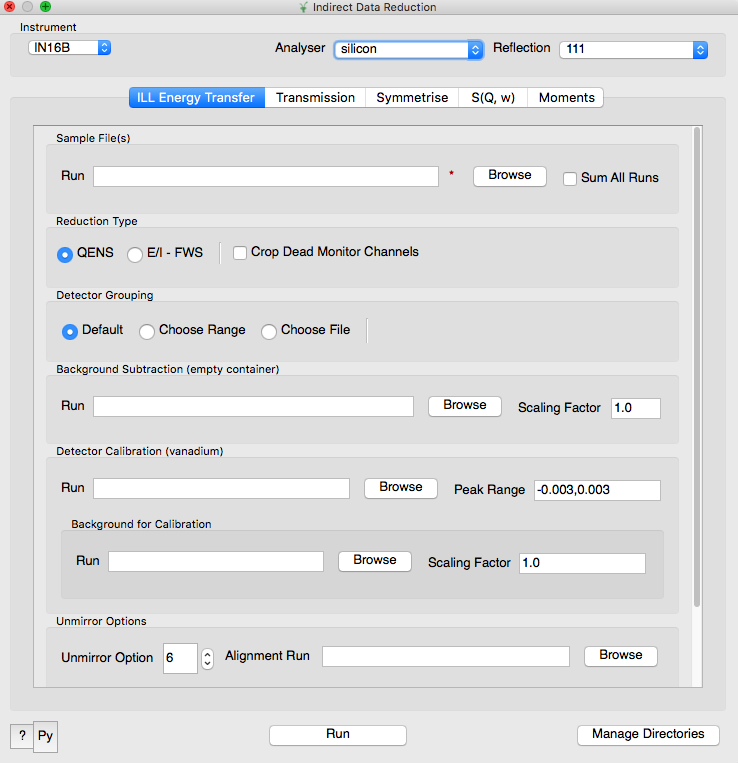 Indirect Data Reduction
Instrument
IN16B Analyser silicon Reflection 111
ILL Energy Transfer Transmission Symmetrise S(Q, w) Moments
Sample File(s)
Run * Browse Sum All Runs
Reduction Type
QENS E/I - FWS Crop Dead Monitor Channels
Detector Grouping
Default Choose Range Choose File
Background Subtraction (empty container)
Run Browse Scaling Factor 1.0
Detector Calibration (vanadium)
Run Browse Peak Range -0.003,0.003
Background for Calibration
Run Browse Scaling Factor 1.0
Unmirror Options
Unmirror Option 6 Alignment Run Browse
? Py Run Manage Directories